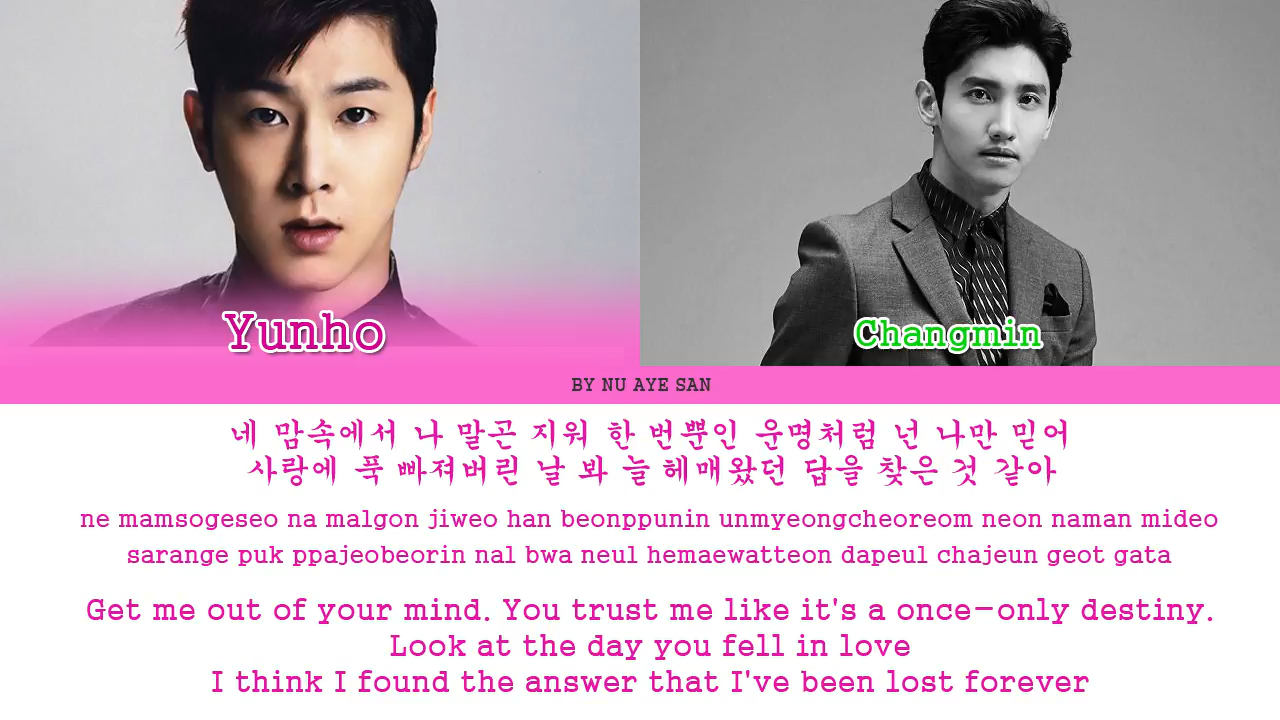 Yunho
Changmin
BY NU AYE SAN
네 맘속에서 나 말곤 지워 한 번뿐인 운명처럼 넌 나만 믿어
사랑에 푹 빠져버린 날 봐 늘 헤매왔던 답을 찾은 것 같아
ne mamsogeseo na malgon jiweo han beonppunin unmyeongcheoreom neon naman mideo
sarange puk ppajeobeorin nal bwa neul hemaewatteon dapeul chajeun geot gata
Get me out of your mind. You trust me like it's a once-only destiny.
Look at the day you fell in love
I think I found the answer that I've been lost forever